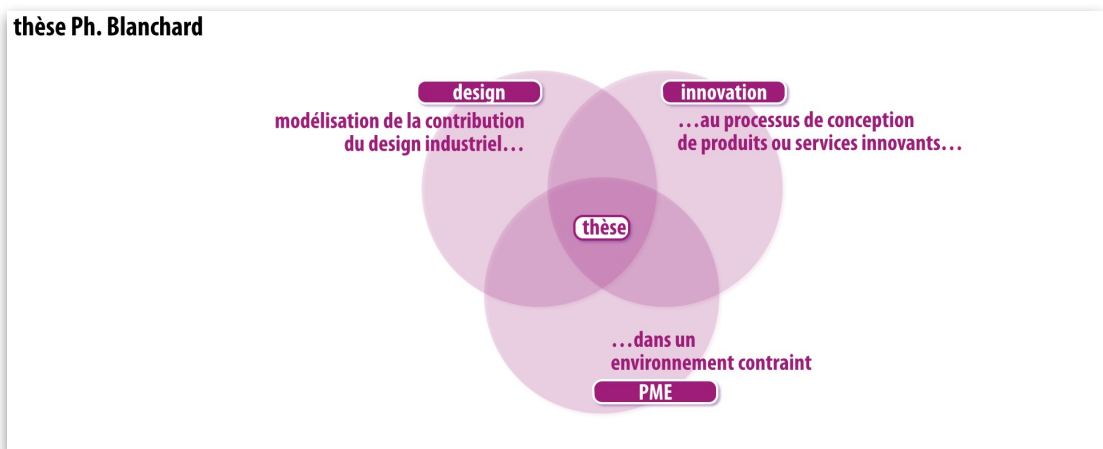 thèse Ph. Blanchard
design
modélisation de la contribution
du design industriel…
innovation
…au processus de conception
de produits ou services innovants…
thèse
…dans un
environnement contraint
PME